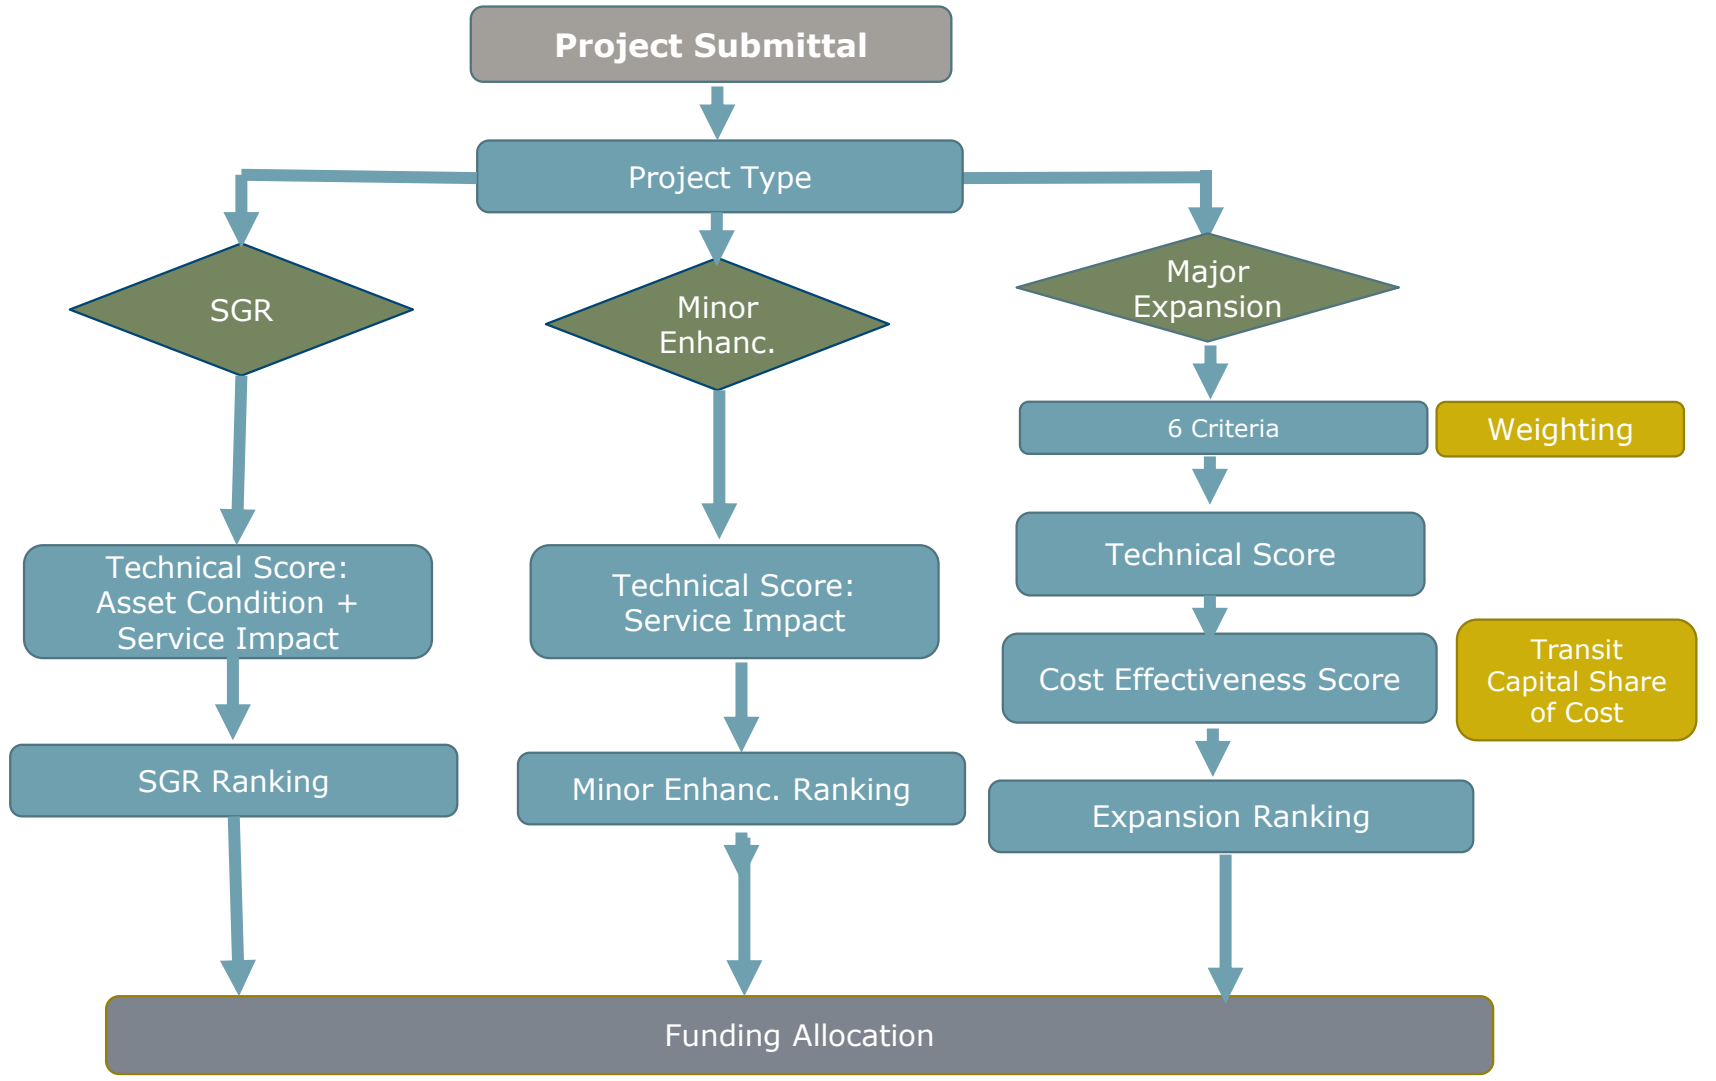 Project Submittal
Project Type
SGR
Minor
Enhanc.
Major
Expansion
6 Criteria
Weighting
Technical Score:
Asset Condition +
Service Impact
Technical Score:
Service Impact
Technical Score
Cost Effectiveness Score
Transit
Capital Share
of Cost
SGR Ranking
Minor Enhanc. Ranking
Expansion Ranking
Funding Allocation